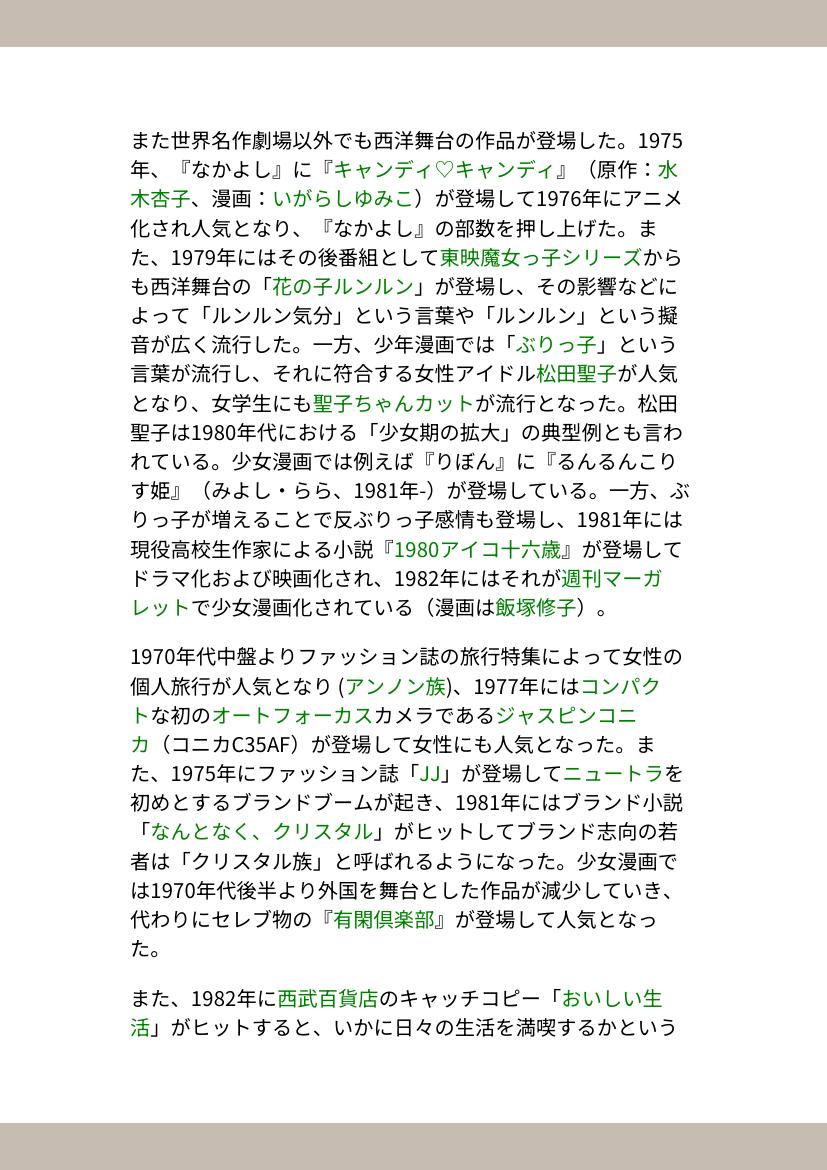 また世界名作劇場以外でも西洋舞台の作品が登場した。1975
年、『なかよし』に『キャンディ♡キャンディ』（原作：水
木杏子、漫画：いがらしゆみこ）が登場して1976年にアニメ
化され人気となり、『なかよし』の部数を押し上げた。ま
た、1979年にはその後番組として東映魔女っ子シリーズから
も西洋舞台の「花の子ルンルン」が登場し、その影響などに
よって「ルンルン気分」という言葉や「ルンルン」という擬
音が広く流行した。一方、少年漫画では「ぶりっ子」という
言葉が流行し、それに符合する女性アイドル松田聖子が人気
となり、女学生にも聖子ちゃんカットが流行となった。松田
聖子は1980年代における「少女期の拡大」の典型例とも言わ
れている。少女漫画では例えば『りぼん』に『るんるんこり
す姫』（みよし・らら、1981年-）が登場している。一方、ぶ
りっ子が増えることで反ぶりっ子感情も登場し、1981年には
現役高校生作家による小説『1980アイコ十六歳』が登場して
ドラマ化および映画化され、1982年にはそれが週刊マーガ
レットで少女漫画化されている（漫画は飯塚修子）。
1970年代中盤よりファッション誌の旅行特集によって女性の
個人旅行が人気となり (アンノン族)、1977年にはコンパク
トな初のオートフォーカスカメラであるジャスピンコニ
カ（コニカC35AF）が登場して女性にも人気となった。ま
た、1975年にファッション誌「JJ」が登場してニュートラを
初めとするブランドブームが起き、1981年にはブランド小説
「なんとなく、クリスタル」がヒットしてブランド志向の若
者は「クリスタル族」と呼ばれるようになった。少女漫画で
は1970年代後半より外国を舞台とした作品が減少していき、
代わりにセレブ物の『有閑倶楽部』が登場して人気となっ
た。
また、1982年に西武百貨店のキャッチコピー「おいしい生
活」がヒットすると、いかに日々の生活を満喫するかという